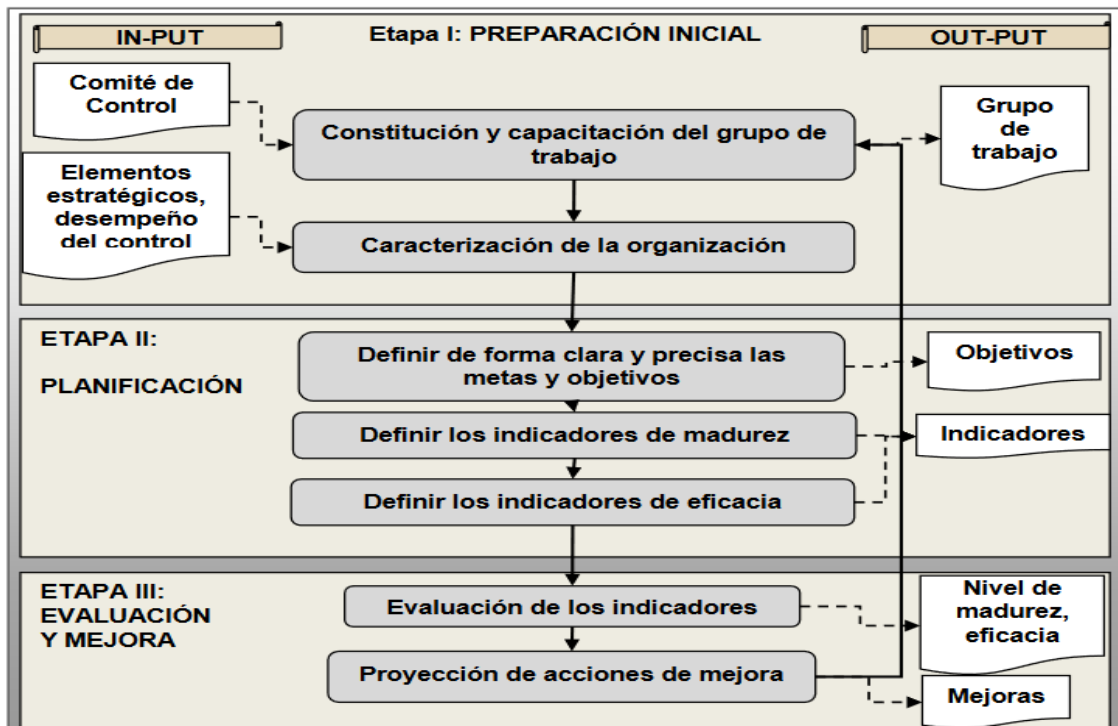 IN-PUT
Etapa I: PREPARACIÓN INICIAL
OUT-PUT
Comité de
Control
Constitución y capacitación del grupo de
trabajo
Grupo
de
trabajo
Elementos
estratégicos,
desempeño
del control
Caracterización de la organización
ETAPA II:
PLANIFICACIÓN
Definir de forma clara y precisa las
metas y objetivos
Objetivos
Definir los indicadores de madurez
Indicadores
Definir los indicadores de eficacia
ETAPA III:
EVALUACIÓN
Y MEJORA
Evaluación de los indicadores
Nivel de
madurez,
eficacia
Proyección de acciones de mejora
Mejoras